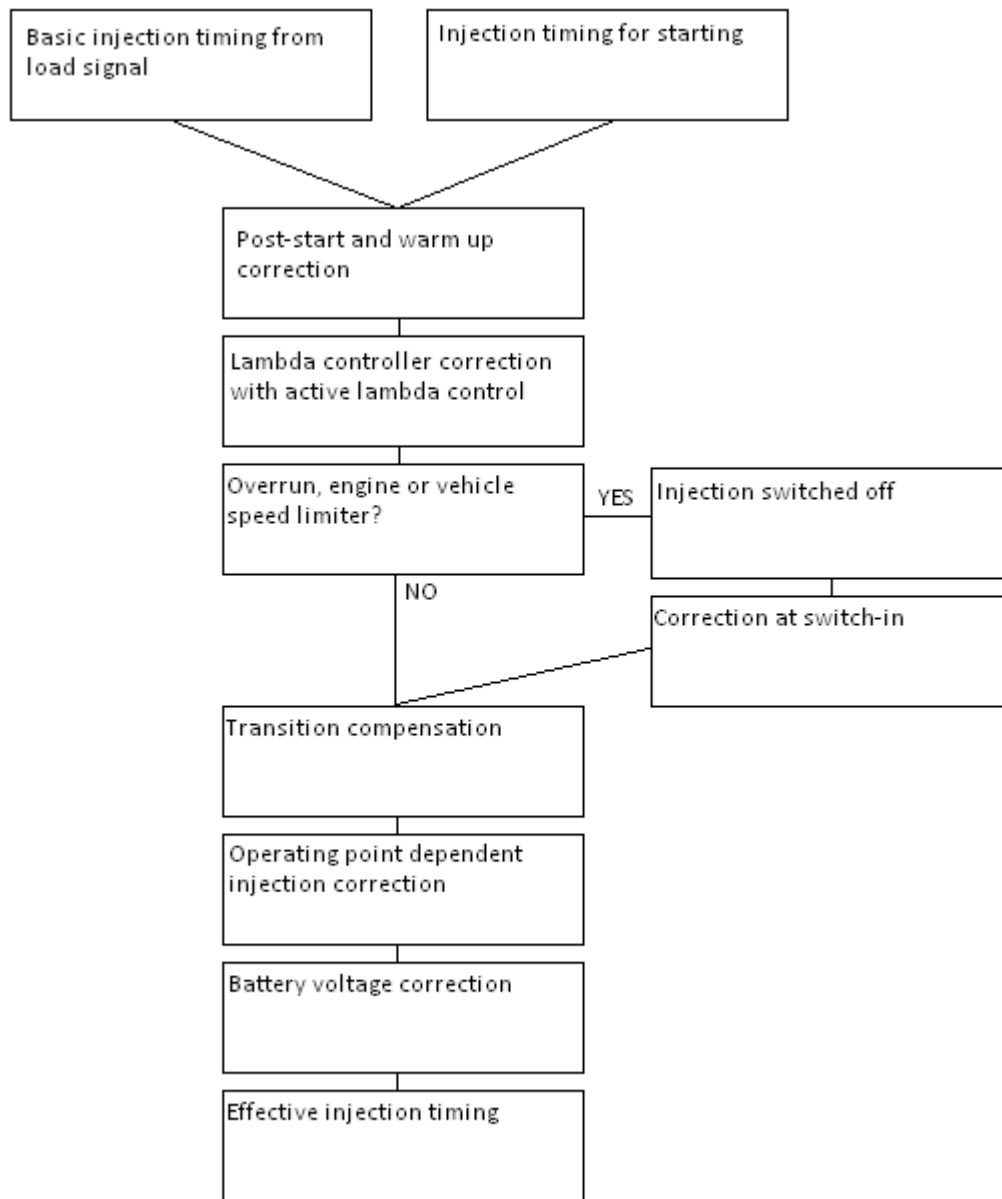 Basic injection timing from
load signal
Injection timing for starting
Post-start and warm up
correction
Lambda controller correction
with active lambda control
Overrun, engine or vehicle
speed limiter?
YES
Injection switched off
NO
Correction at switch-in
Transition compensation
Operating point dependent
injection correction
Battery voltage correction
Effective injection timing